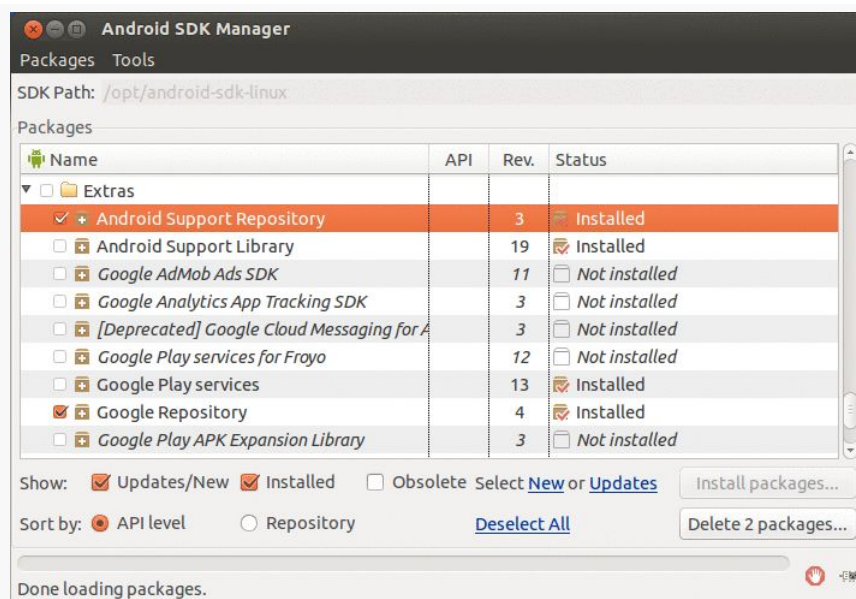 Android SDK Manager
Packages Tools
SDK Path: /opt/android-sdk-linux
Packages
Name API Rev. Status
Extras
Android Support Repository 3 Installed
Android Support Library 19 Installed
Google AdMob Ads SDK 11 Not installed
Google Analytics App Tracking SDK 3 Not installed
[Deprecated] Google Cloud Messaging for A 3 Not installed
Google Play services for Froyo 12 Not installed
Google Play services 13 Installed
Google Repository 4 Installed
Google Play APK Expansion Library 3 Not installed
Show: Updates/New Installed Obsolete Select New or Updates Install packages...
Sort by: API level Repository Deselect All Delete 2 packages...
Done loading packages.